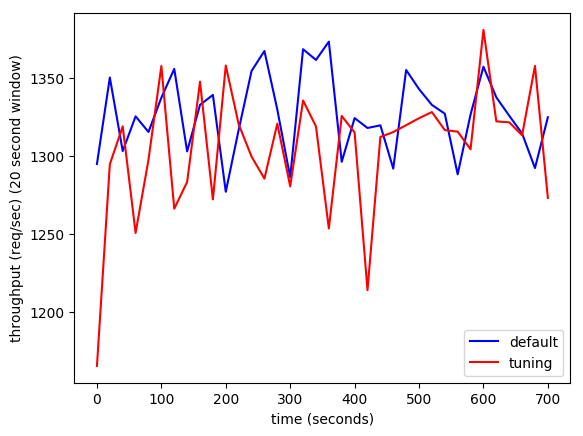 throughput (req/sec) (20 second window)
1350
1300
1250
1200
0 100 200 300 400 500 600 700
time (seconds)
default
tuning